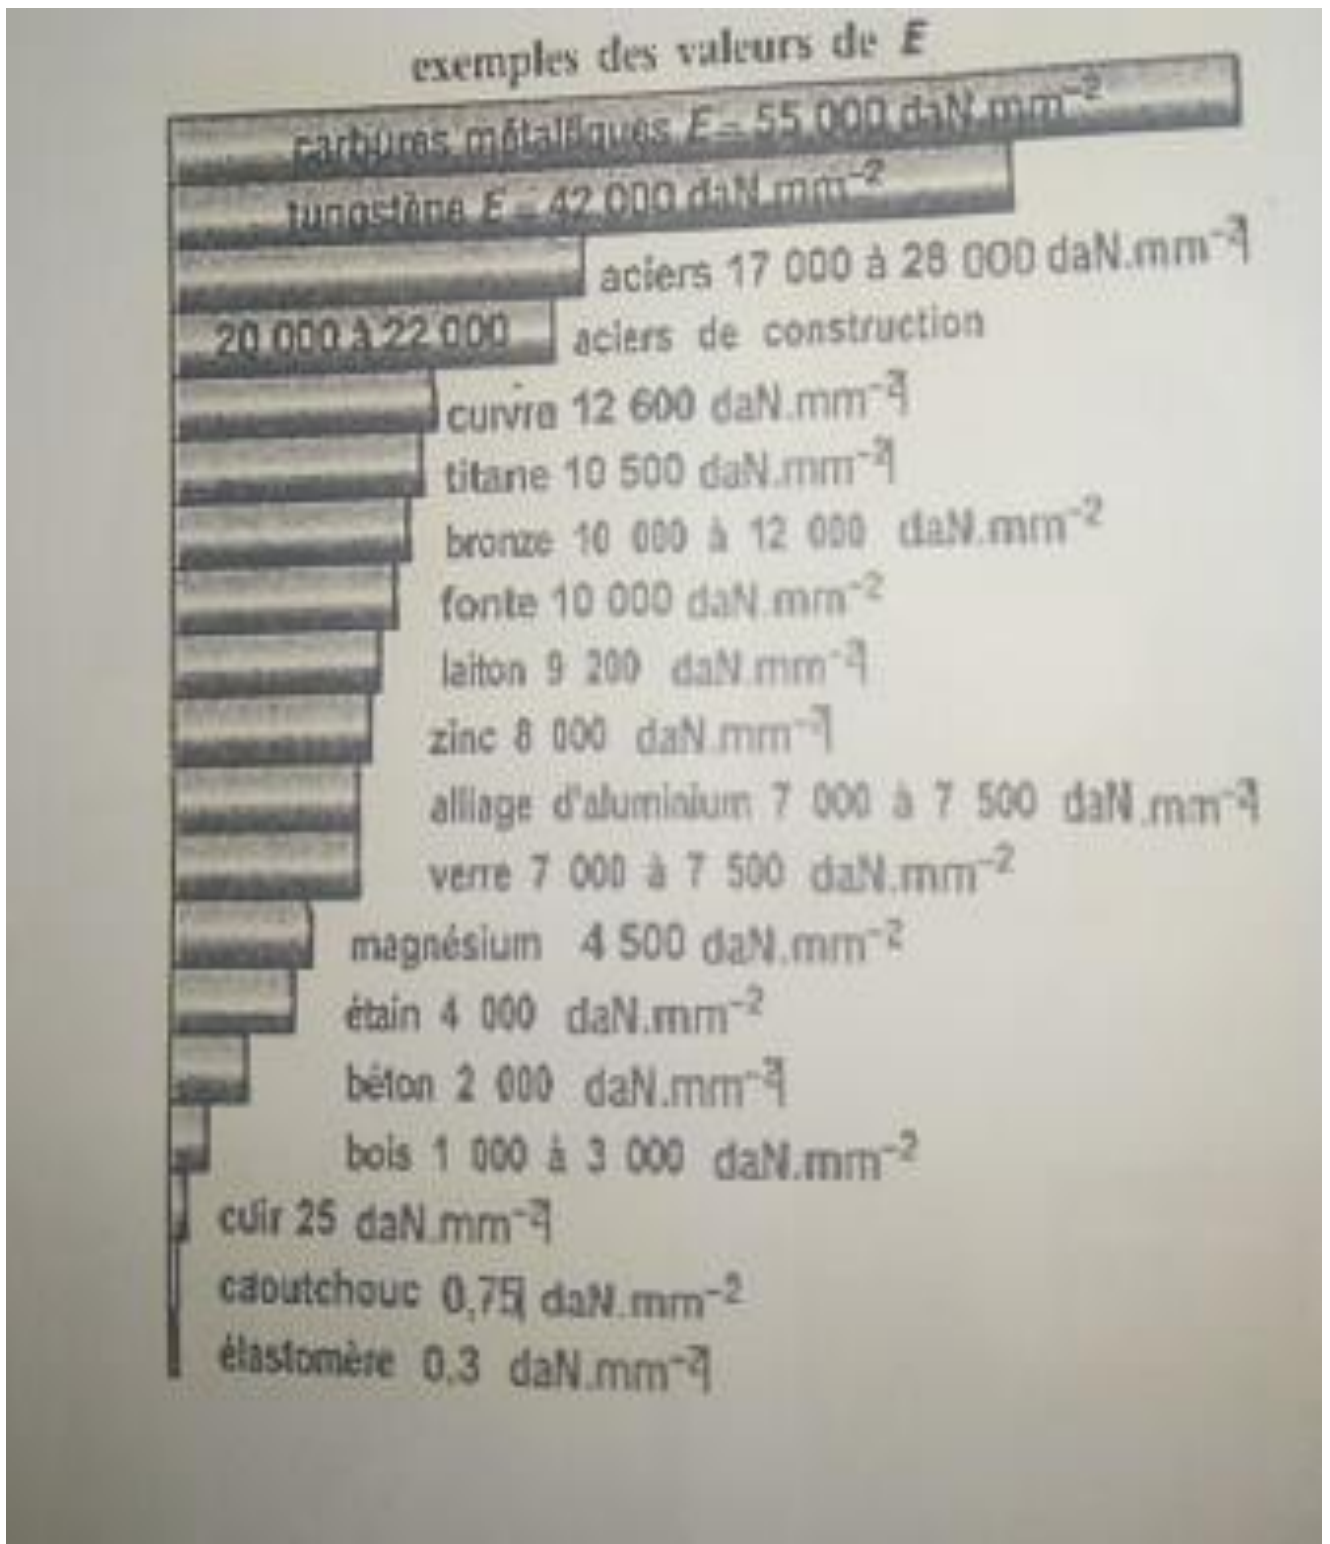 exemples des valeurs de E
carbures métalliques E = 55 000 daN.mm⁻²
tungstène E = 42 000 daN.mm⁻²
aciers 17 000 à 28 000 daN.mm⁻²
20 000 à 22 000 aciers de construction
cuivre 12 600 daN.mm⁻²
titane 10 500 daN.mm⁻²
bronze 10 000 à 12 000 daN.mm⁻²
fonte 10 000 daN.mm⁻²
laiton 9 200 daN.mm⁻²
zinc 8 000 daN.mm⁻²
alliage d'aluminium 7 000 à 7 500 daN.mm⁻²
verre 7 000 à 7 500 daN.mm⁻²
magnésium 4 500 daN.mm⁻²
étain 4 000 daN.mm⁻²
béton 2 000 daN.mm⁻²
bois 1 000 à 3 000 daN.mm⁻²
cuir 25 daN.mm⁻²
caoutchouc 0,75 daN.mm⁻²
élastomère 0.3 daN.mm⁻²